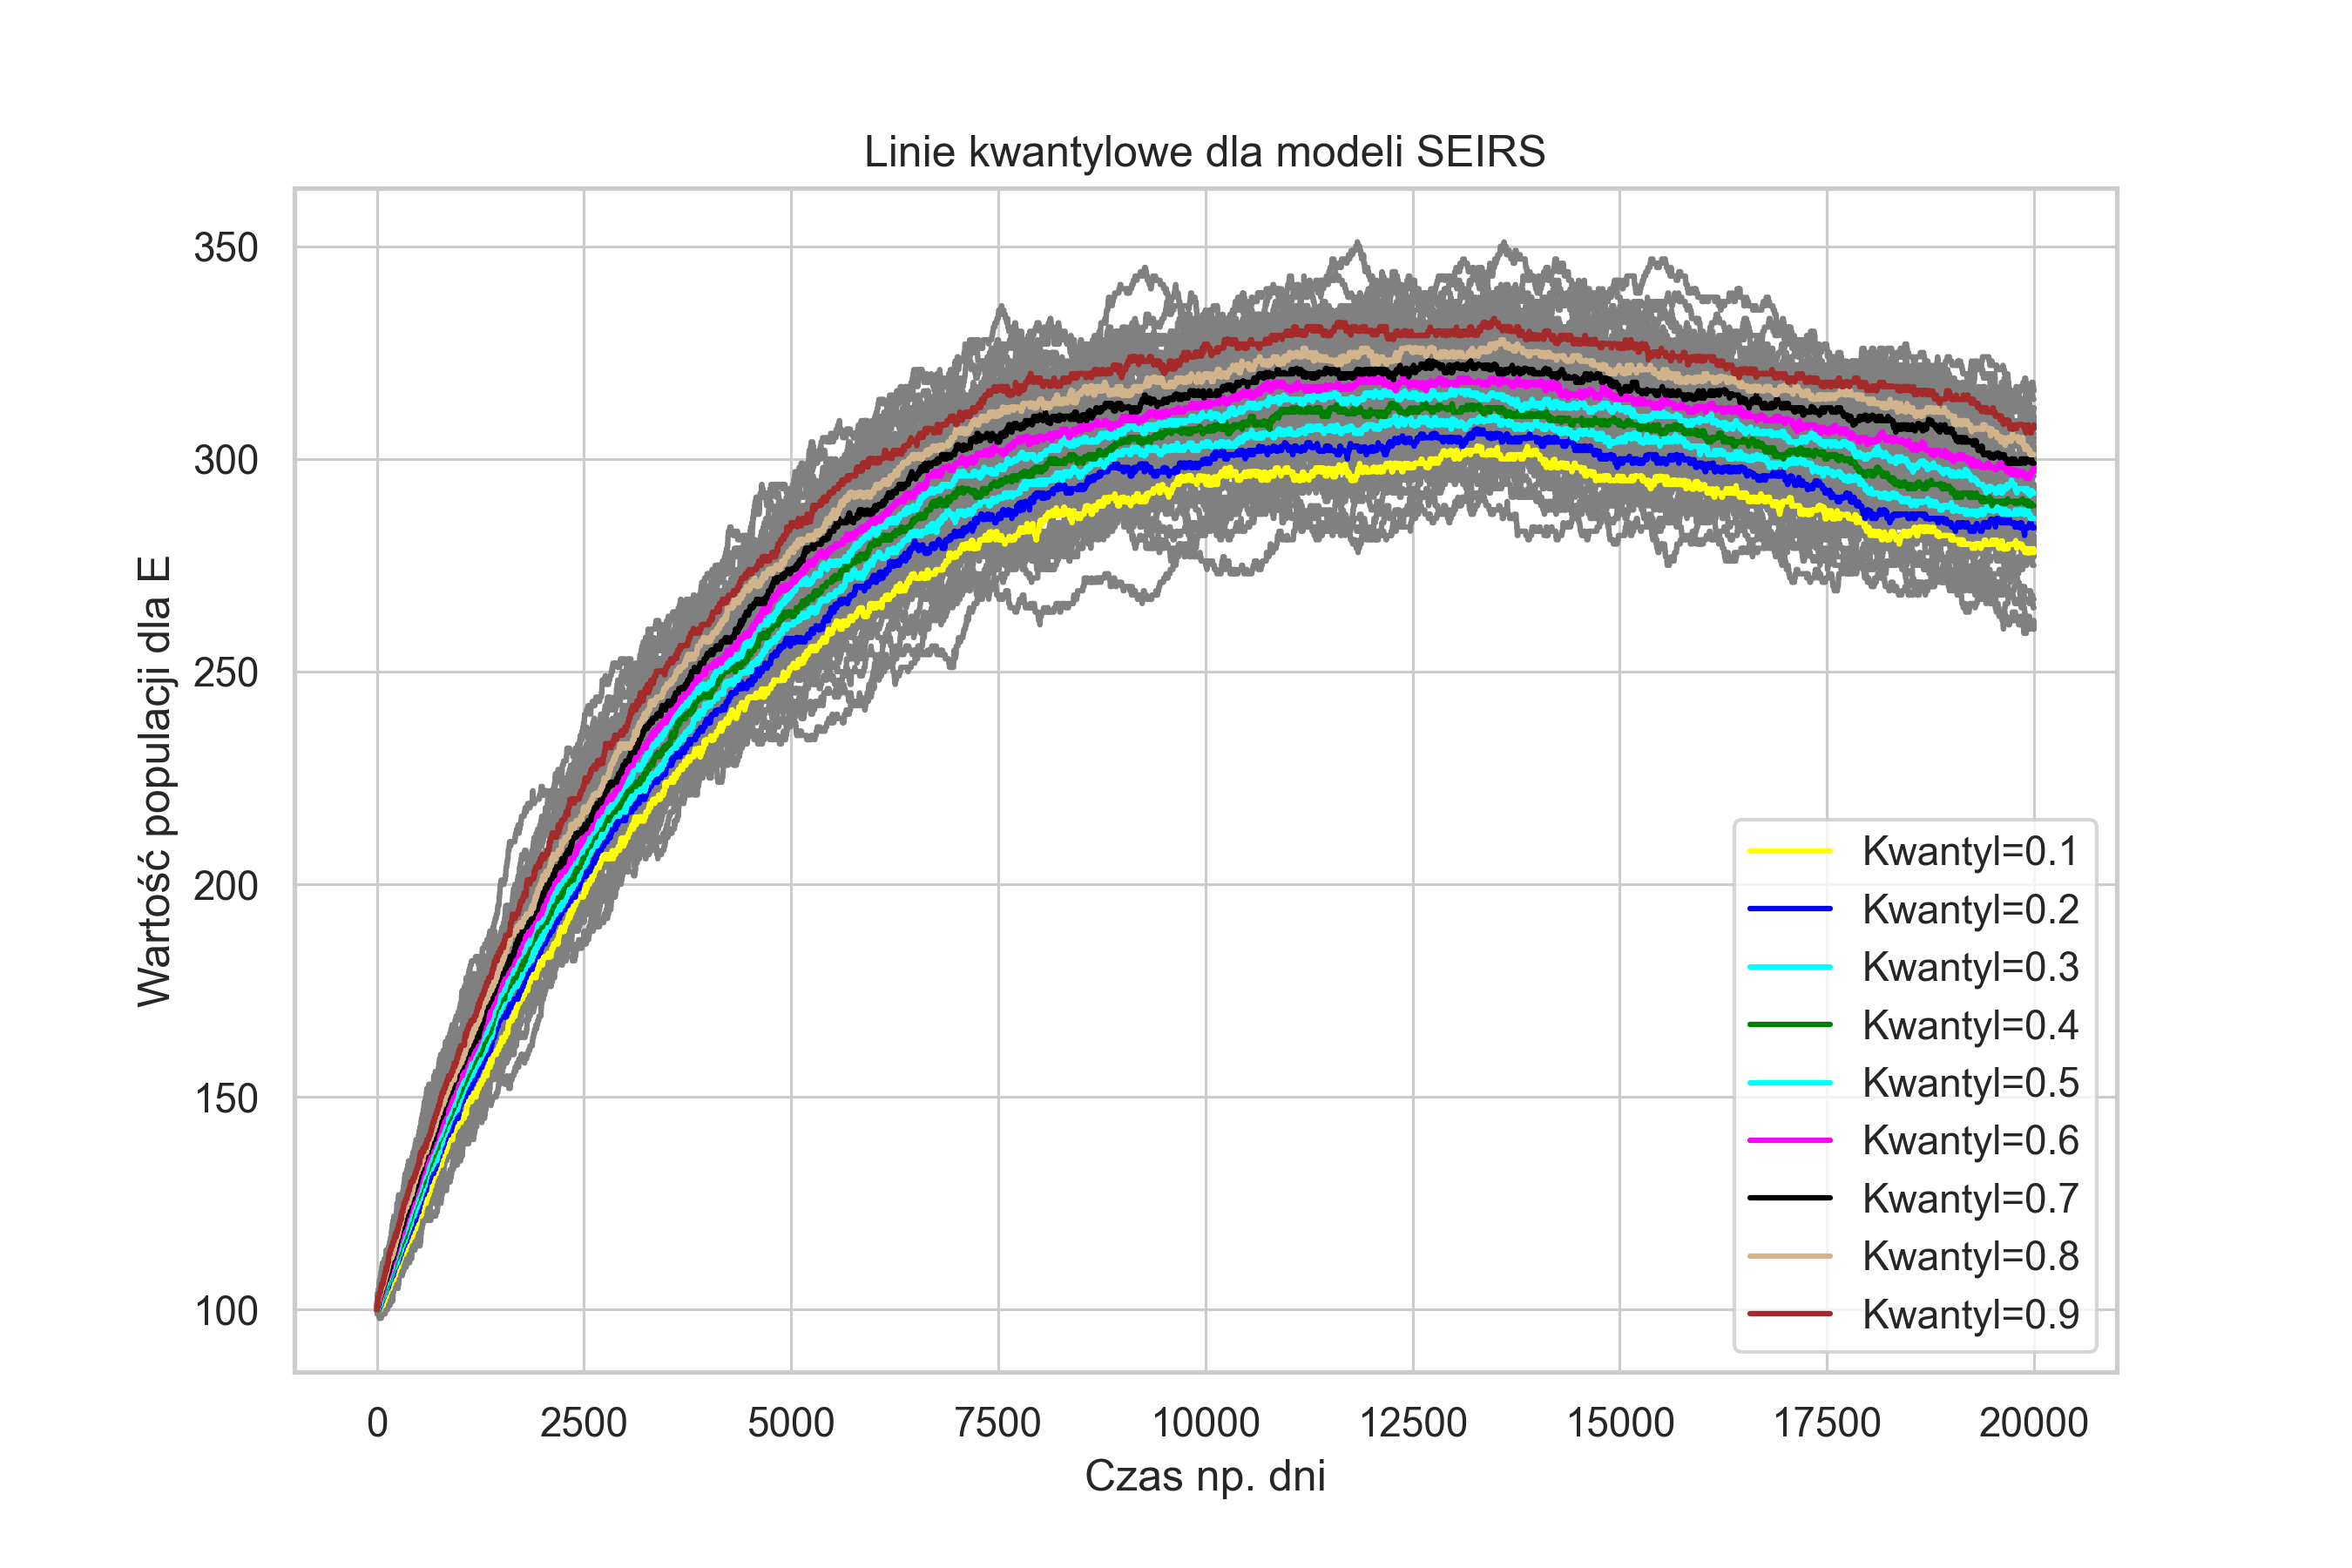 Linie kwantylowe dla modeli SEIRS
Wartość populacji dla E
350
300
250
200
150
100
Kwantyl=0.1
Kwantyl=0.2
Kwantyl=0.3
Kwantyl=0.4
Kwantyl=0.5
Kwantyl=0.6
Kwantyl=0.7
Kwantyl=0.8
Kwantyl=0.9
0 2500 5000 7500 10000 12500 15000 17500 20000
Czas np. dni